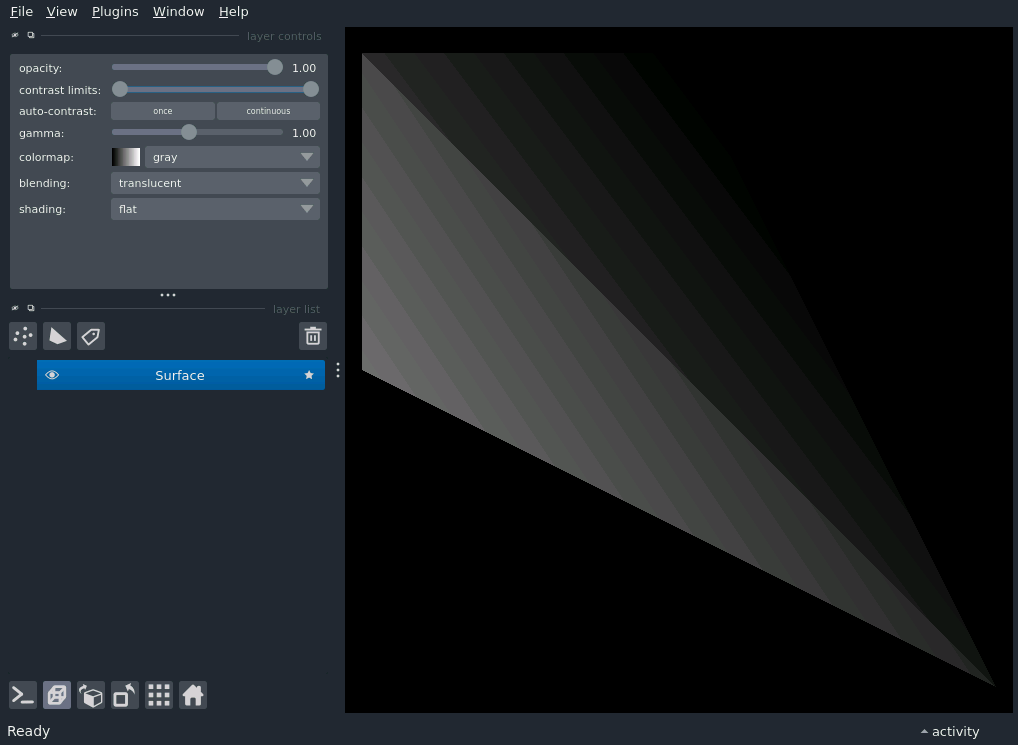 File View Plugins Window Help
layer controls
opacity: 1.00
contrast limits:
auto-contrast: once continuous
gamma: 1.00
colormap: gray
blending: translucent
shading: flat
layer list
Surface
Ready activity